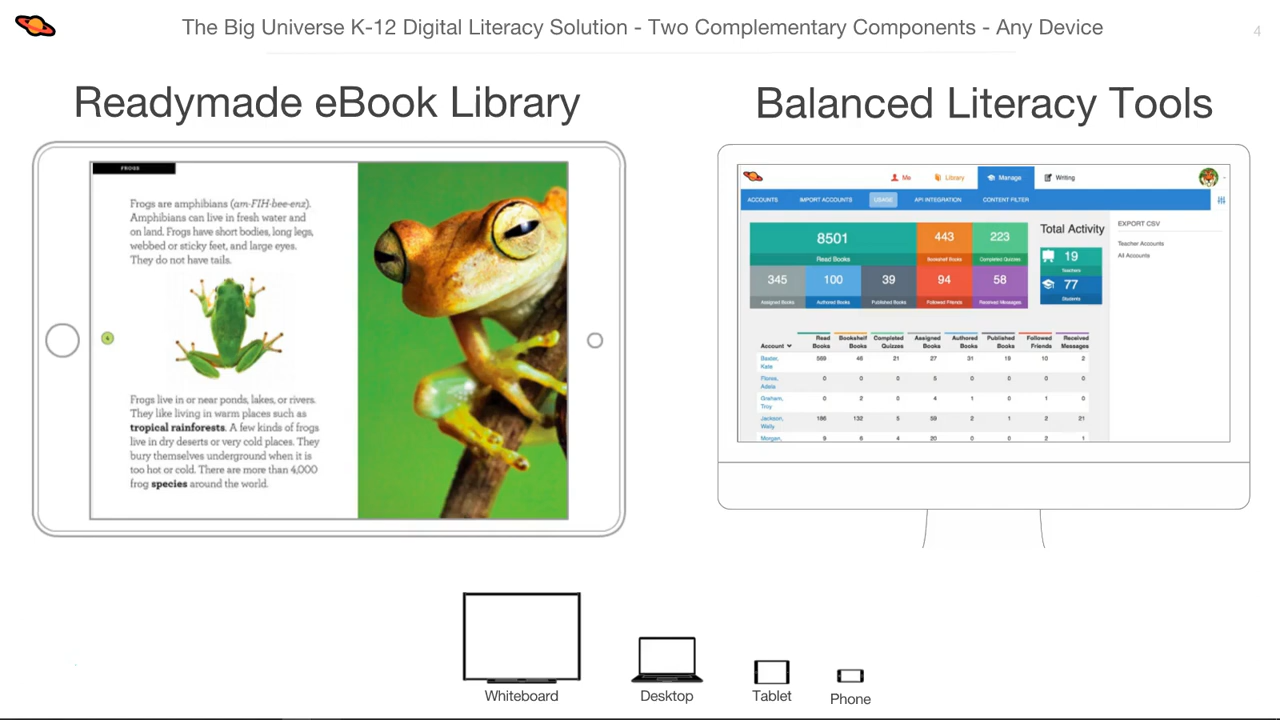 The Big Universe K-12 Digital Literacy Solution - Two Complementary Components - Any Device
4
Readymade eBook Library
Balanced Literacy Tools
FROGS
Frogs are amphibians (am-FIH-bee-enz).
Amphibians can live in fresh water and
on land. Frogs have short bodies, long legs,
webbed or sticky feet, and large eyes.
They do not have tails.
Frogs live in or near ponds, lakes, or rivers.
They like living in warm places such as
tropical rainforests. A few kinds of frogs
live in dry deserts or very cold places. They
bury themselves underground when it is
too hot or cold. There are more than 4,000
frog species around the world.
Me Library Manage Writing
ACCOUNTS IMPORT ACCOUNTS USAGE API INTEGRATION CONTENT FILTER
8501 443 223
Read Books Bookshelf Books Completed Quizzes
345 100 39 94 58
Assigned Books Authored Books Published Books Followed Friends Received Messages
Total Activity
19
Teachers
77
Students
EXPORT CSV
Teacher Accounts
All Accounts
Read Bookshelf Completed Assigned Authored Published Followed Received
Account Books Books Quizzes Books Books Books Friends Messages
Baxter, 589 48 21 27 31 19 10 2
Kate
Flores, 0 0 0 5 0 0 0 0
Adela
Graham, 0 2 0 4 1 0 1 0
Troy
Jackson, 186 132 5 59 2 1 2 21
Welly
Morgan, 9 6 4 20 0 0 2 1
Whiteboard
Desktop
Tablet
Phone